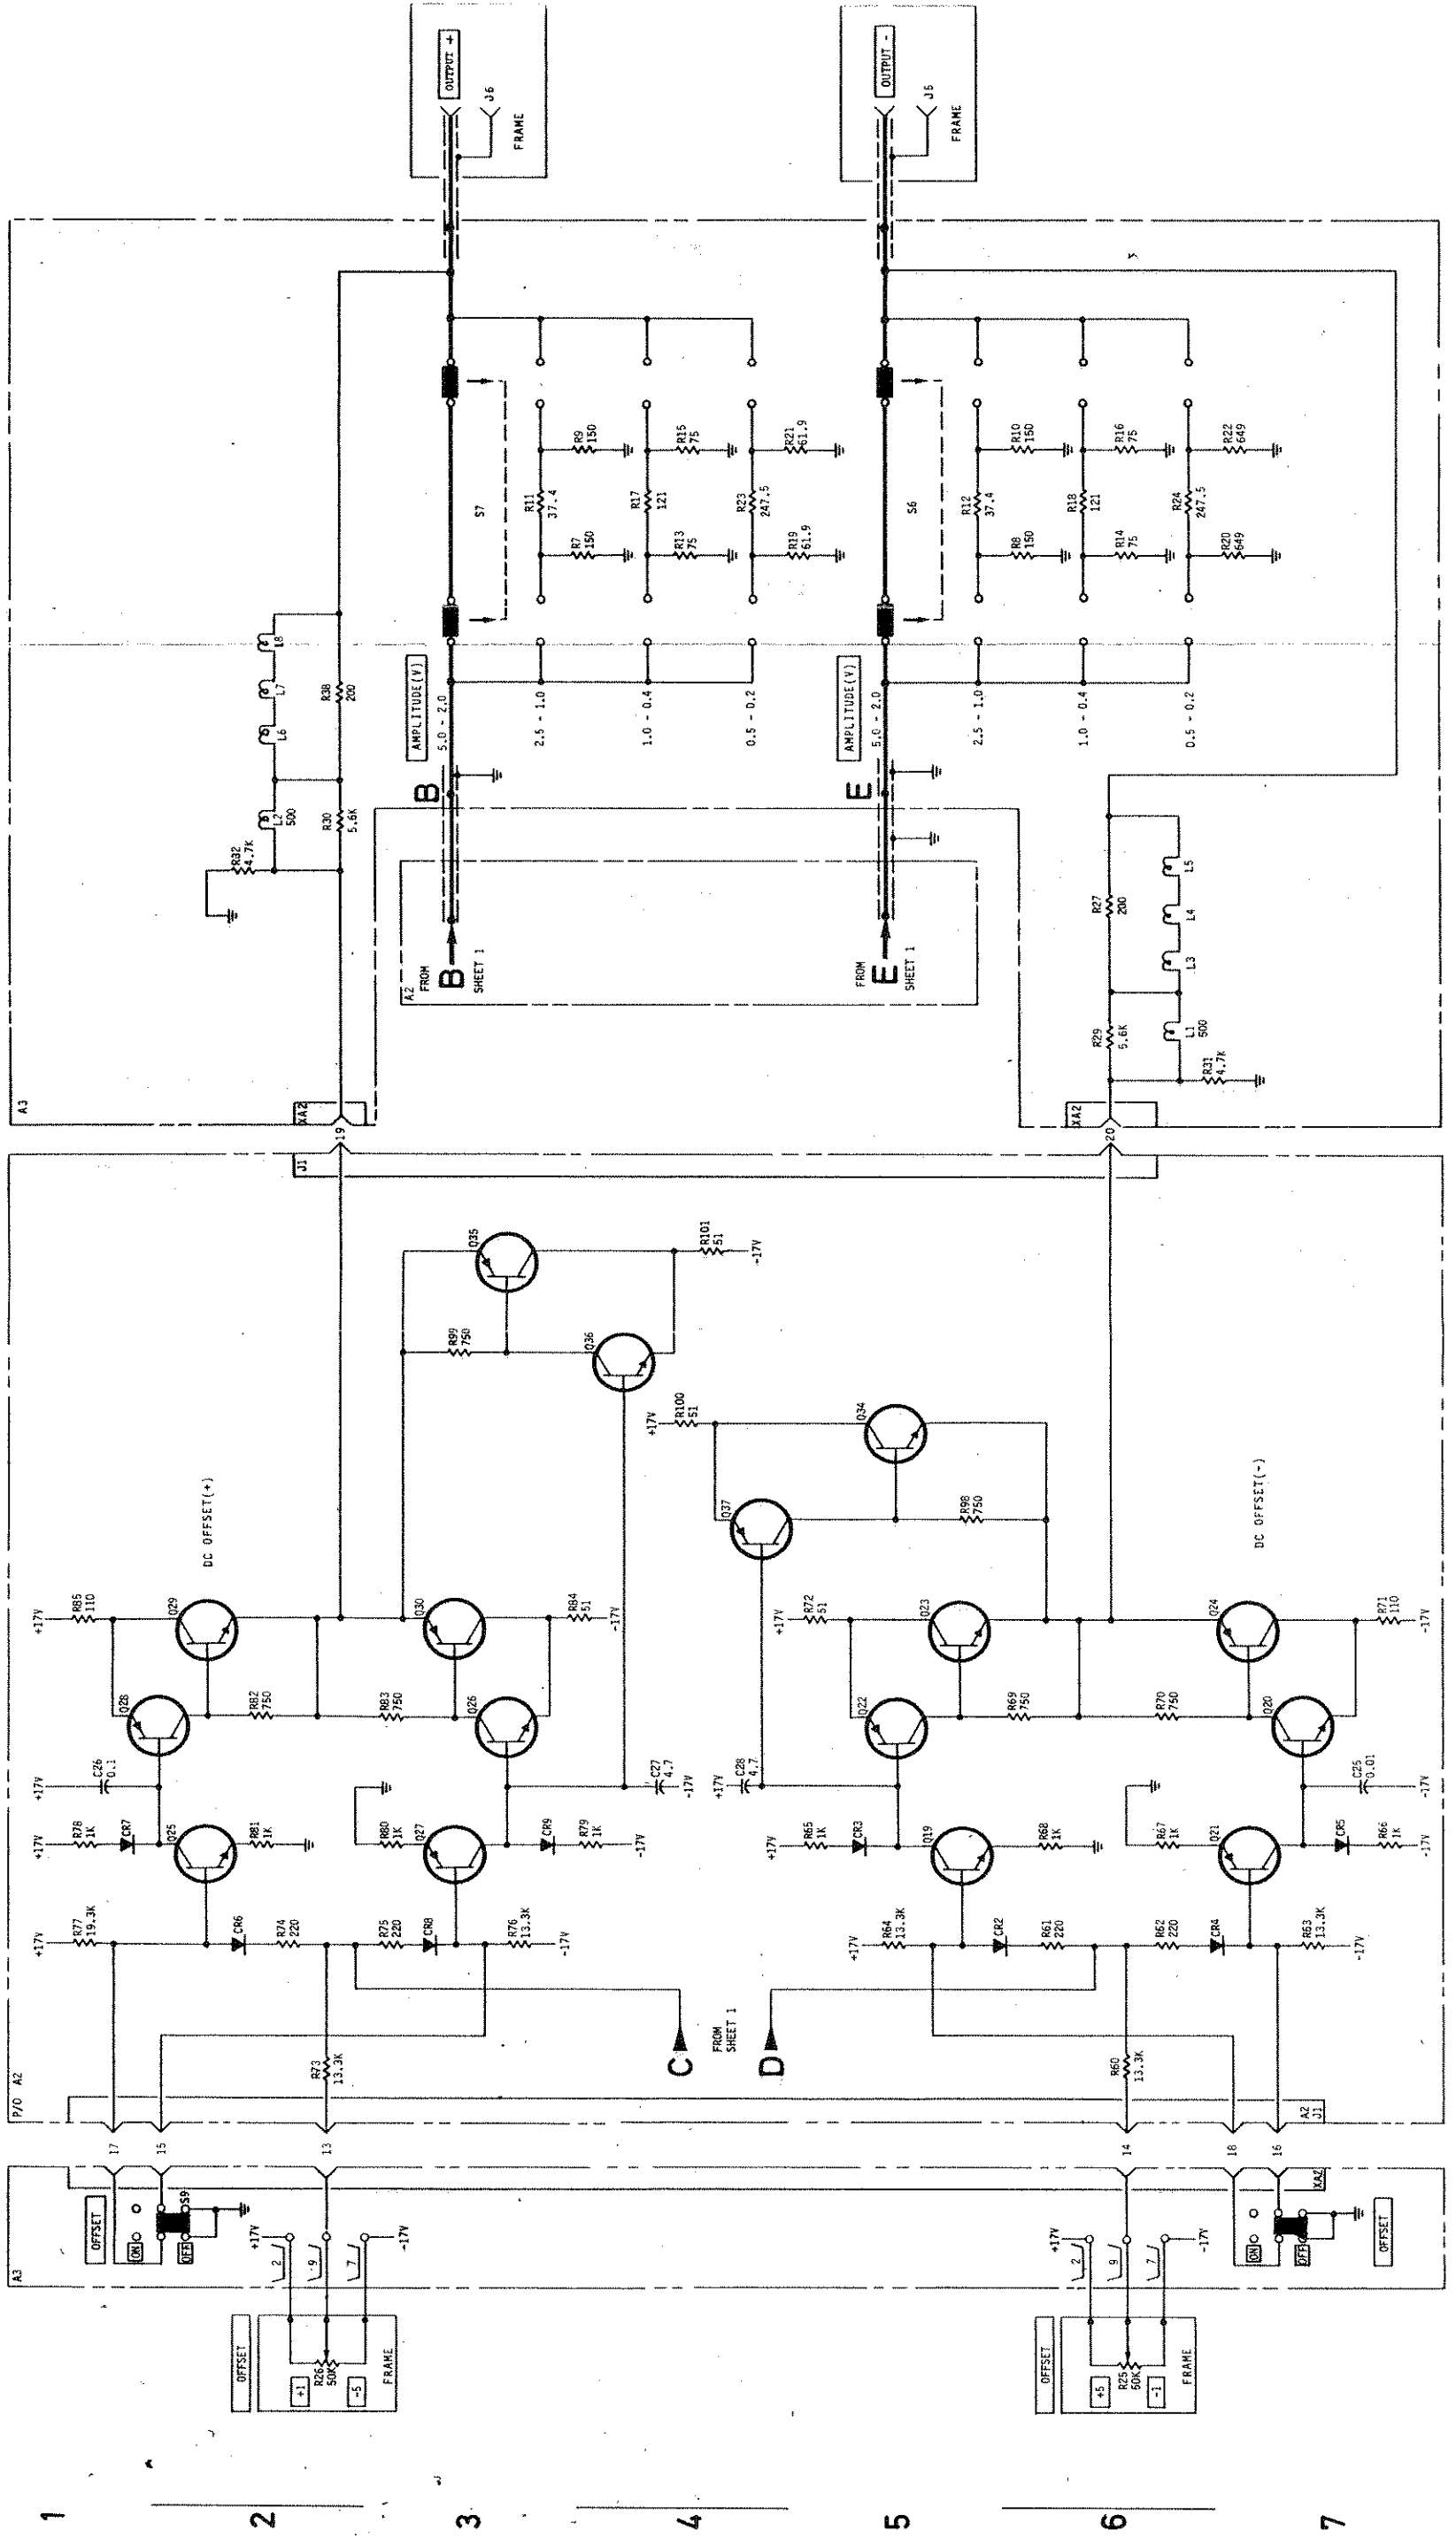 OUTPUT +
J6
FRAME
OUTPUT -
J5
FRAME
A3
L8
L7
L6
R38
200
L2
500
R30
5.6K
R32
4.7K
XA2
19
AMPLITUDE(V)
5.0 - 2.0
2.5 - 1.0
1.0 - 0.4
0.5 - 0.2
B
S7
R11
37.4
R9
150
R7
150
R17
121
R15
75
R13
75
R23
247.5
R21
61.9
R19
61.9
A2
FROM
B
SHEET 1
AMPLITUDE(V)
5.0 - 2.0
2.5 - 1.0
1.0 - 0.4
0.5 - 0.2
E
S6
R12
37.4
R10
150
R8
150
R18
121
R16
75
R14
75
R24
247.5
R22
649
R20
649
FROM
E
SHEET 1
R27
200
L5
L4
L3
R29
5.6K
L1
500
R31
4.7K
XA2
20
J1
Q35
R101
51
-17V
R99
750
Q36
+17V
R100
51
Q34
Q37
R98
750
DC OFFSET(+)
DC OFFSET(-)
+17V
R85
110
Q29
Q30
R84
51
-17V
Q28
R82
750
R83
750
Q26
+17V
C26
0.1
C27
4.7
-17V
+17V
R78
1K
CR7
Q25
R81
1K
R80
1K
Q27
CR9
R79
1K
-17V
+17V
R77
19.3K
CR6
R74
220
R75
220
CR8
R76
13.3K
-17V
+17V
R72
51
Q23
Q24
R71
110
-17V
Q22
R69
750
R70
750
Q20
+17V
C28
4.7
C25
0.01
-17V
+17V
R65
1K
CR3
Q19
R68
1K
R67
1K
Q21
CR5
R66
1K
-17V
+17V
R64
13.3K
CR2
R61
220
R62
220
CR4
R63
13.3K
-17V
C
FROM
SHEET 1
D
R73
13.3K
R60
13.3K
P/O A2
A2
J1
17
15
13
14
18
16
A3
XA2
OFFSET
ON
OFF
S9
+17V
2
9
7
-17V
OFFSET
+1
R26
50K
-5
FRAME
+17V
2
9
7
-17V
OFFSET
+5
R25
50K
-1
FRAME
ON
OFF
OFFSET
1
2
3
4
5
6
7